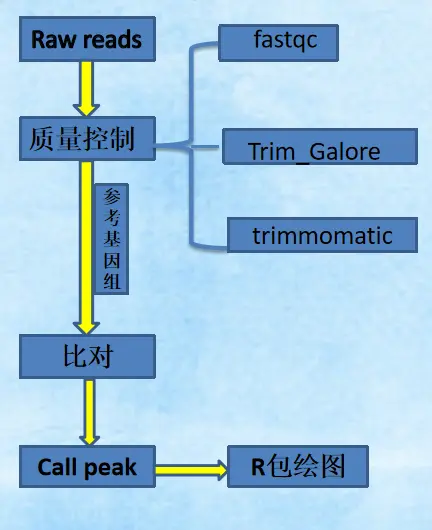 Raw reads
fastqc
质量控制
Trim_Galore
参考基因组
trimmomatic
比对
Call peak
R包绘图